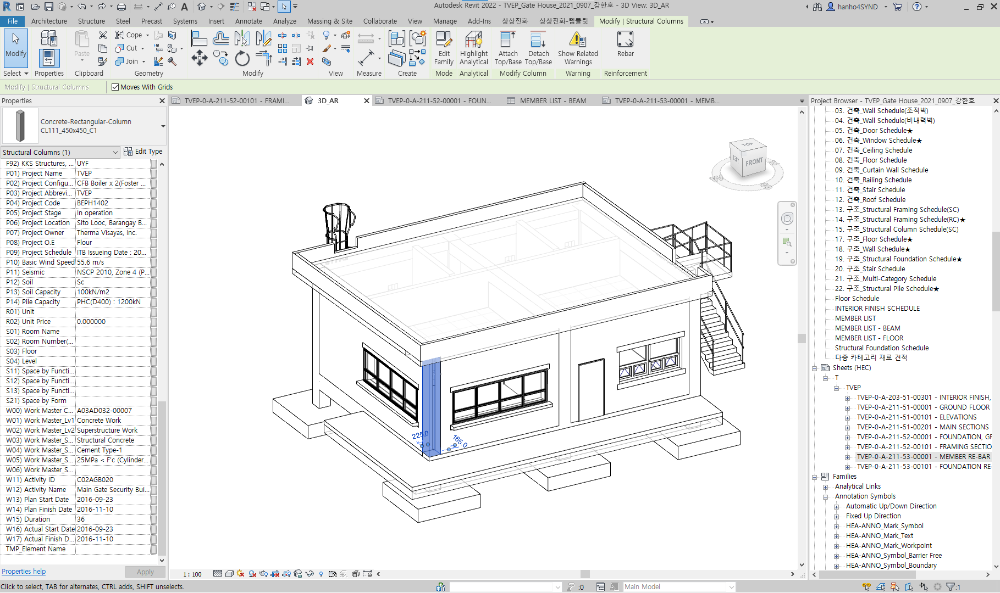 Autodesk Revit 2022 - TVEP_Gate House_2021_0907_강한호 - 3D View: 3D_AR
hanho4SYND
File
Architecture
Structure
Steel
Precast
Systems
Insert
Annotate
Analyze
Massing & Site
Collaborate
View
Manage
Add-Ins
상상진화
상상진화-템플릿
Modify | Structural Columns
Modify
Paste
Cope
Cut
Join
Edit Family
Highlight Analytical
Attach Top/Base
Detach Top/Base
Show Related Warnings
Rebar
Select
Properties
Clipboard
Geometry
Modify
View
Measure
Create
Mode
Analytical
Modify Column
Warning
Reinforcement
Modify | Structural Columns
Moves With Grids
Properties
Concrete-Rectangular-Column
CL111_450x450_C1
Structural Columns (1)
Edit Type
F92) KKS Structures, ... UYF
P01) Project Name TVEP
P02) Project Configu... CFB Boiler x 2(Foster ...
P03) Project Abbrevi... TVEP
P04) Project Code BEPH1402
P05) Project Stage In operation
P06) Project Location Sito Looc, Barangay B...
P07) Project Owner Therma Visayas, Inc.
P08) Project O.E Flour
P09) Project Schedule ITB Issueing Date : 20...
P10) Basic Wind Speed 55.6 m/s
P11) Seismic NSCP 2010, Zone 4 (P...
P12) Soil Sc
P13) Soil Capacity 100kN/m2
P14) Pile Capacity PHC(D400) : 1200kN
R01) Unit
R02) Unit Price 0.000000
S01) Room Name
S02) Room Number(...
S03) Floor
S04) Level
S11) Space by Functi...
S12) Space by Functi...
S13) Space by Functi...
S21) Space by Form
W00) Work Master C... A03AD032-00007
W01) Work Master_Lv1 Concrete Work
W02) Work Master_Lv2 Superstructure Work
W03) Work Master_S... Structural Concrete
W04) Work Master_S... Cement Type-1
W05) Work Master_S... 25MPa < F'c (Cylinder...
W06) Work Master_S...
W11) Activity ID C02AGB020
W12) Activity Name Main Gate Security Bui...
W13) Plan Start Date 2016-09-23
W14) Plan Finish Date 2016-11-10
W15) Duration 36
W16) Actual Start Date 2016-09-23
W17) Actual Finish D... 2016-11-10
TMP_Element Name
Properties help
Apply
TVEP-0-A-211-52-00101 - FRAMI...
3D_AR
TVEP-0-A-211-52-00001 - FOUN...
MEMBER LIST - BEAM
TVEP-0-A-211-53-00001 - MEMB...
TOP
FRONT
W
225.0
165.0
1 : 100
Project Browser - TVEP_Gate House_2021_0907_강한호
03. 건축_Wall Schedule(조적벽)
04. 건축_Wall Schedule(비내력벽)
05. 건축_Door Schedule★
06. 건축_Window Schedule★
07. 건축_Ceiling Schedule
08. 건축_Floor Schedule
09. 건축_Curtain Wall Schedule
10. 건축_Railing Schedule
11. 건축_Stair Schedule
12. 건축_Roof Schedule
13. 구조_Structural Framing Schedule(SC)
14. 구조_Structural Framing Schedule(RC)★
15. 구조_Structural Column Schedule(SC)
17. 구조_Floor Schedule★
18. 구조_Wall Schedule★
19. 구조_Structural Foundation Schedule★
20. 구조_Stair Schedule
21. 구조_Multi-Category Schedule
22. 구조_Structural Pile Schedule★
Floor Schedule
INTERIOR FINISH SCHEDULE
MEMBER LIST
MEMBER LIST - BEAM
MEMBER LIST - FLOOR
Structural Foundation Schedule
다중 카테고리 재료 견적
Sheets (HEC)
T
TVEP
TVEP-0-A-203-51-00301 - INTERIOR FINISH,
TVEP-0-A-211-51-00001 - GROUND FLOOR
TVEP-0-A-211-51-00101 - ELEVATIONS
TVEP-0-A-211-51-00201 - MAIN SECTIONS
TVEP-0-A-211-52-00001 - FOUNDATION, GF
TVEP-0-A-211-52-00101 - FRAMING SECTIO
TVEP-0-A-211-53-00001 - MEMBER RE-BAR
TVEP-0-A-211-53-00101 - FOUNDATION RE-
Families
Analytical Links
Annotation Symbols
Automatic Up/Down Direction
Fixed Up Direction
HEA-ANNO_Mark_Symbol
HEA-ANNO_Mark_Text
HEA-ANNO_Mark_Workpoint
HEA-ANNO_Symbol_Barrier Free
HEA-ANNO_Symbol_Boundary
Click to select, TAB for alternates, CTRL adds, SHIFT unselects.
:0
Main Model
:1